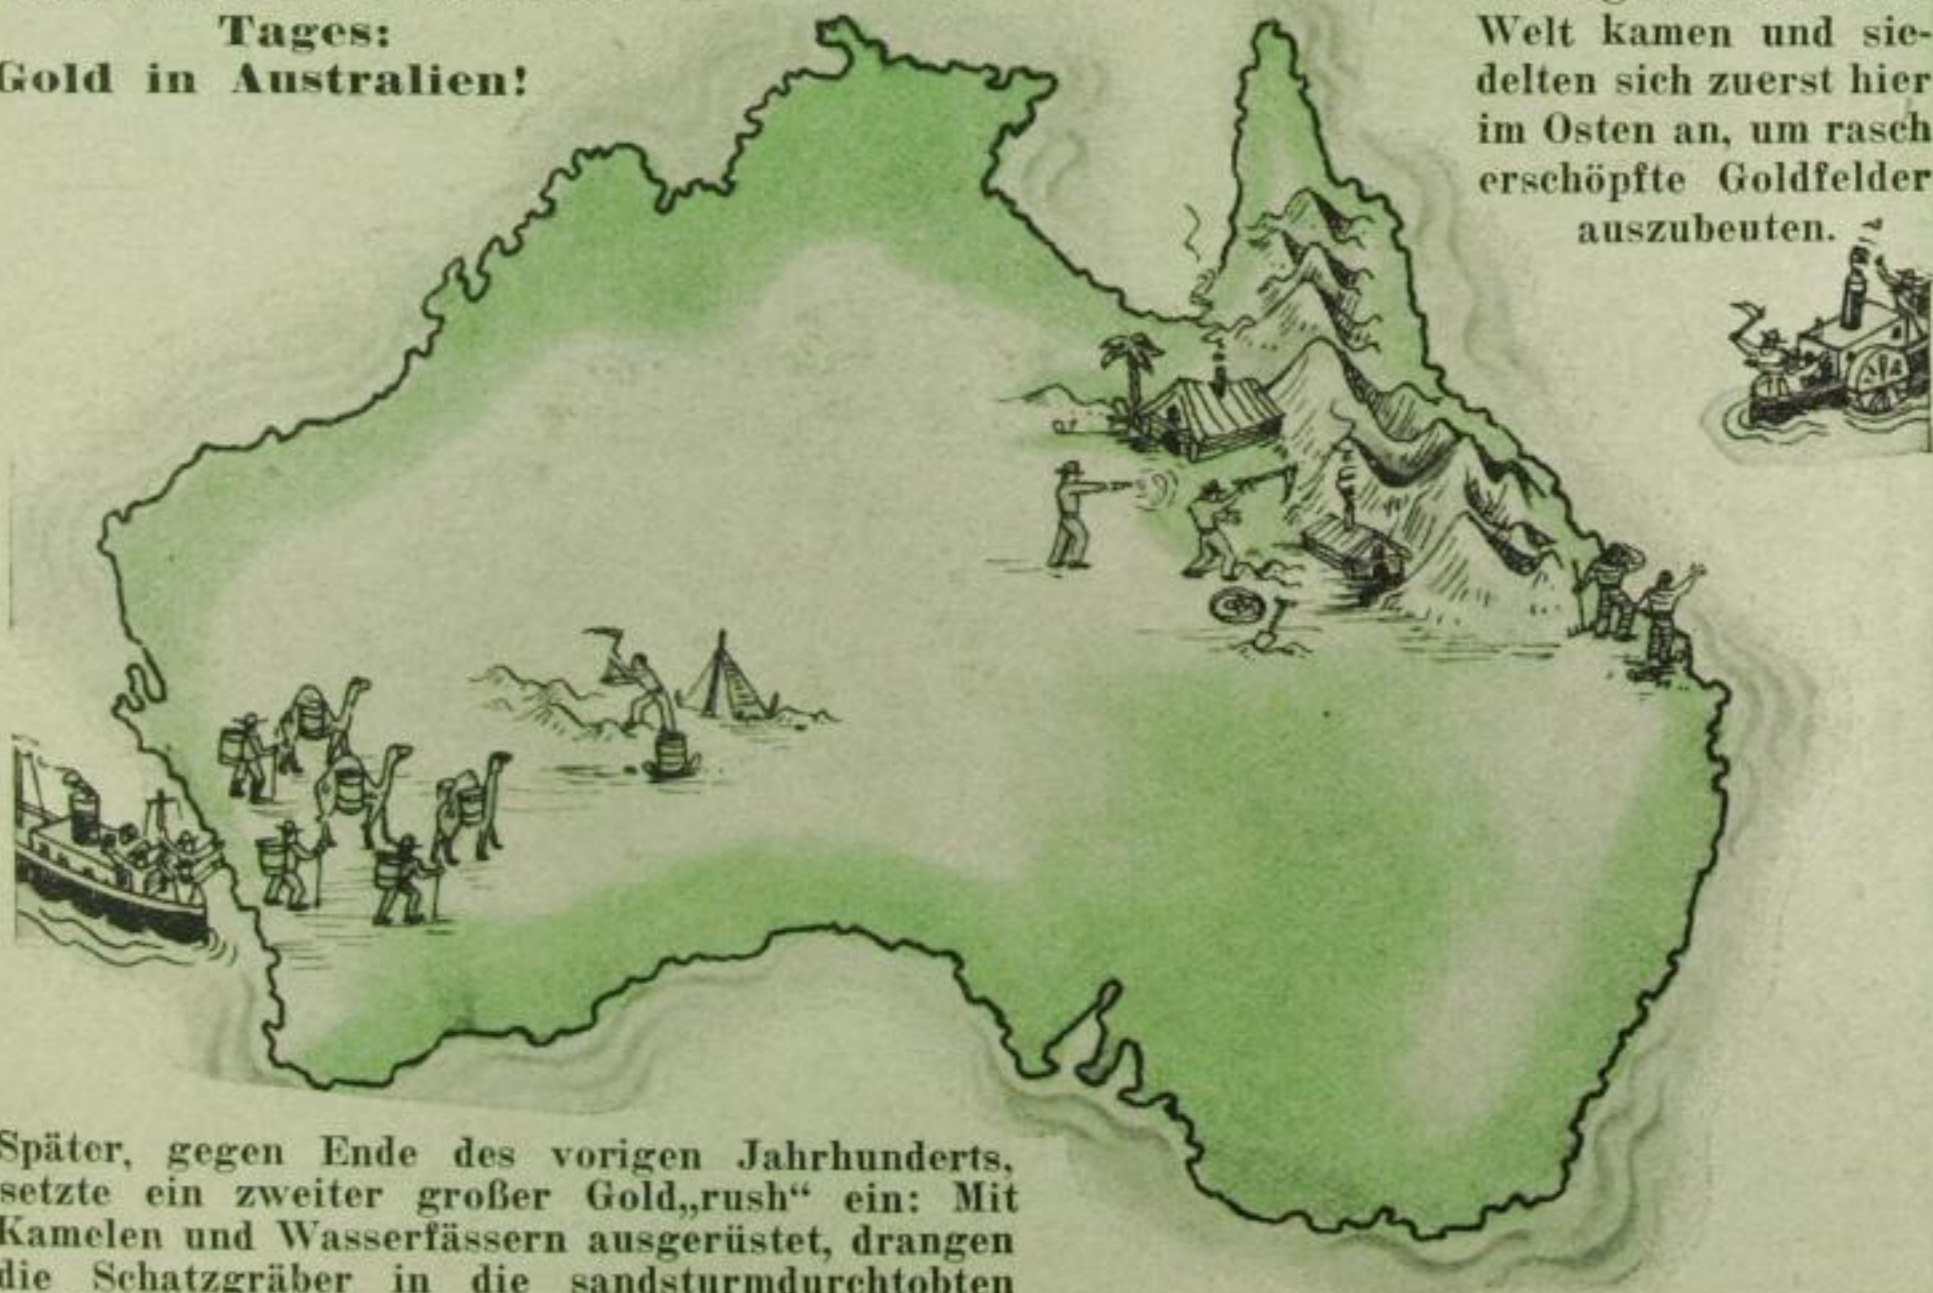 Tages:
Gold in Australien!
Welt kamen und sie-
delten sich zuerst hier
im Osten an, um rasch
erschöpfte Goldfelder
auszubeuten.
Später, gegen Ende des vorigen Jahrhunderts,
setzte ein zweiter großer Gold„rush“ ein: Mit
Kamelen und Wasserfässern ausgerüstet, drangen
die Schatzgräber in die sandsturmdurchtobten